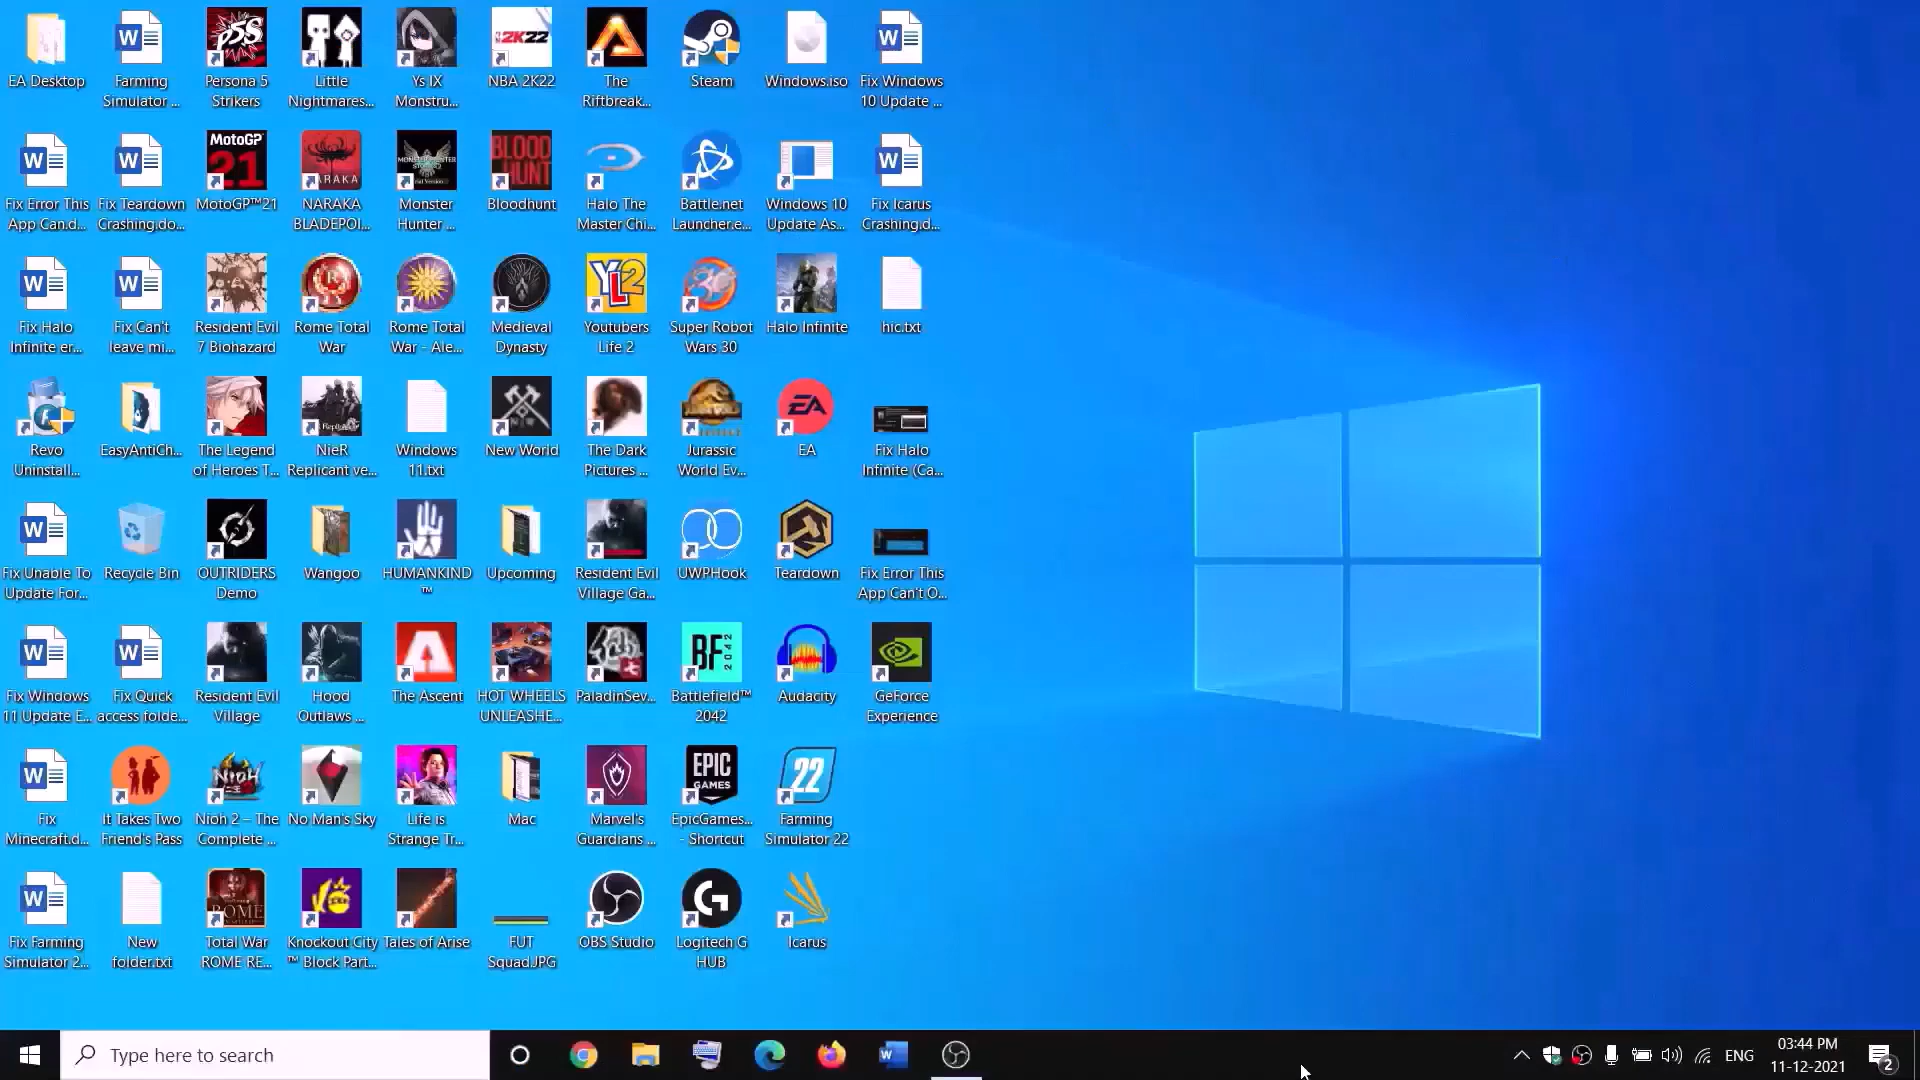 EA Desktop
Farming
Simulator ...
Persona 5
Strikers
Little
Nightmares...
Ys IX
Monstru...
NBA 2K22
The
Riftbreak...
Steam
Windows.iso
Fix Windows
10 Update ...
Fix Error This
App Can.d...
Fix Teardown
Crashing.do...
MotoGP™21
NARAKA
BLADEPOI...
Monster
Hunter ...
Bloodhunt
Halo The
Master Chi...
Battle.net
Launcher.e...
Windows 10
Update As...
Fix Icarus
Crashing.d...
Fix Halo
Infinite er...
Fix Can't
leave mi...
Resident Evil
7 Biohazard
Rome Total
War
Rome Total
War - Ale...
Medieval
Dynasty
Youtubers
Life 2
Super Robot
Wars 30
Halo Infinite
hic.txt
Revo
Uninstall...
EasyAntiCh...
The Legend
of Heroes T...
NieR
Replicant ve...
Windows
11.txt
New World
The Dark
Pictures ...
Jurassic
World Ev...
EA
Fix Halo
Infinite (Ca...
Fix Unable To
Update For...
Recycle Bin
OUTRIDERS
Demo
Wangoo
HUMANKIND
™
Upcoming
Resident Evil
Village Ga...
UWPHook
Teardown
Fix Error This
App Can't O...
Fix Windows
11 Update E...
Fix Quick
access folde...
Resident Evil
Village
Hood
Outlaws ...
The Ascent
HOT WHEELS
UNLEASHE...
PaladinSev...
Battlefield™
2042
Audacity
GeForce
Experience
Fix
Minecraft.d...
It Takes Two
Friend's Pass
Nioh 2 – The
Complete ...
No Man's Sky
Life is
Strange Tr...
Mac
Marvel's
Guardians ...
EpicGames...
- Shortcut
Farming
Simulator 22
Fix Farming
Simulator 2...
New
folder.txt
Total War
ROME RE...
Knockout City
™ Block Part...
Tales of Arise
FUT
Squad.JPG
OBS Studio
Logitech G
HUB
Icarus
Type here to search
ENG
03:44 PM
11-12-2021
2